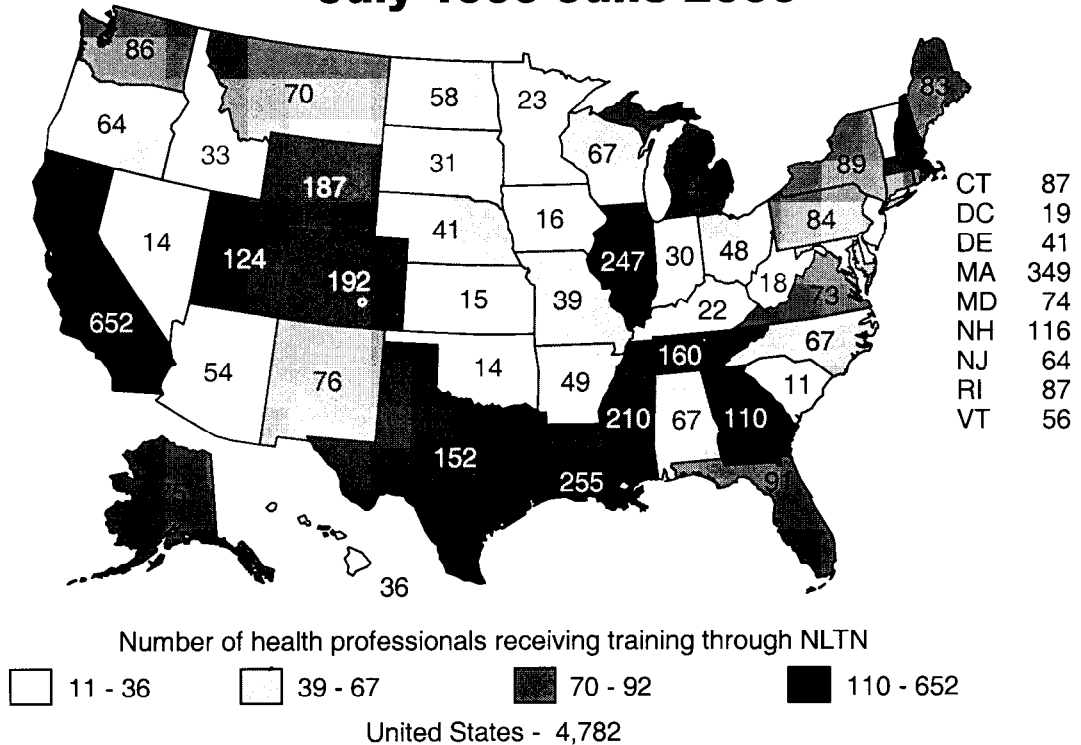 86
70
58
23
83
64
33
31
67
89
187
16
84
CT 87
DC 19
DE 41
MA 349
MD 74
NH 116
NJ 64
RI 87
VT 56
14
124
192
41
247
30
48
18
73
652
15
39
22
67
54
76
14
49
160
11
152
210
67
110
255
36
Number of health professionals receiving training through NLTN
11 - 36
39 - 67
70 - 92
110 - 652
United States - 4,782